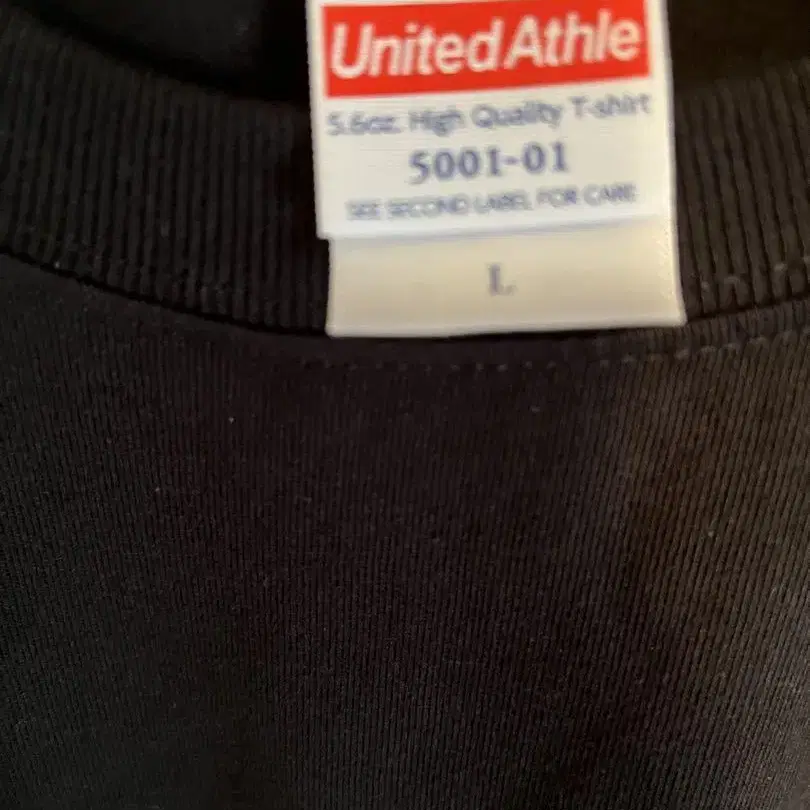 United Athle
5.6oz. High Quality T-shirt
5001-01
SEE SECOND LABEL FOR CARE
L